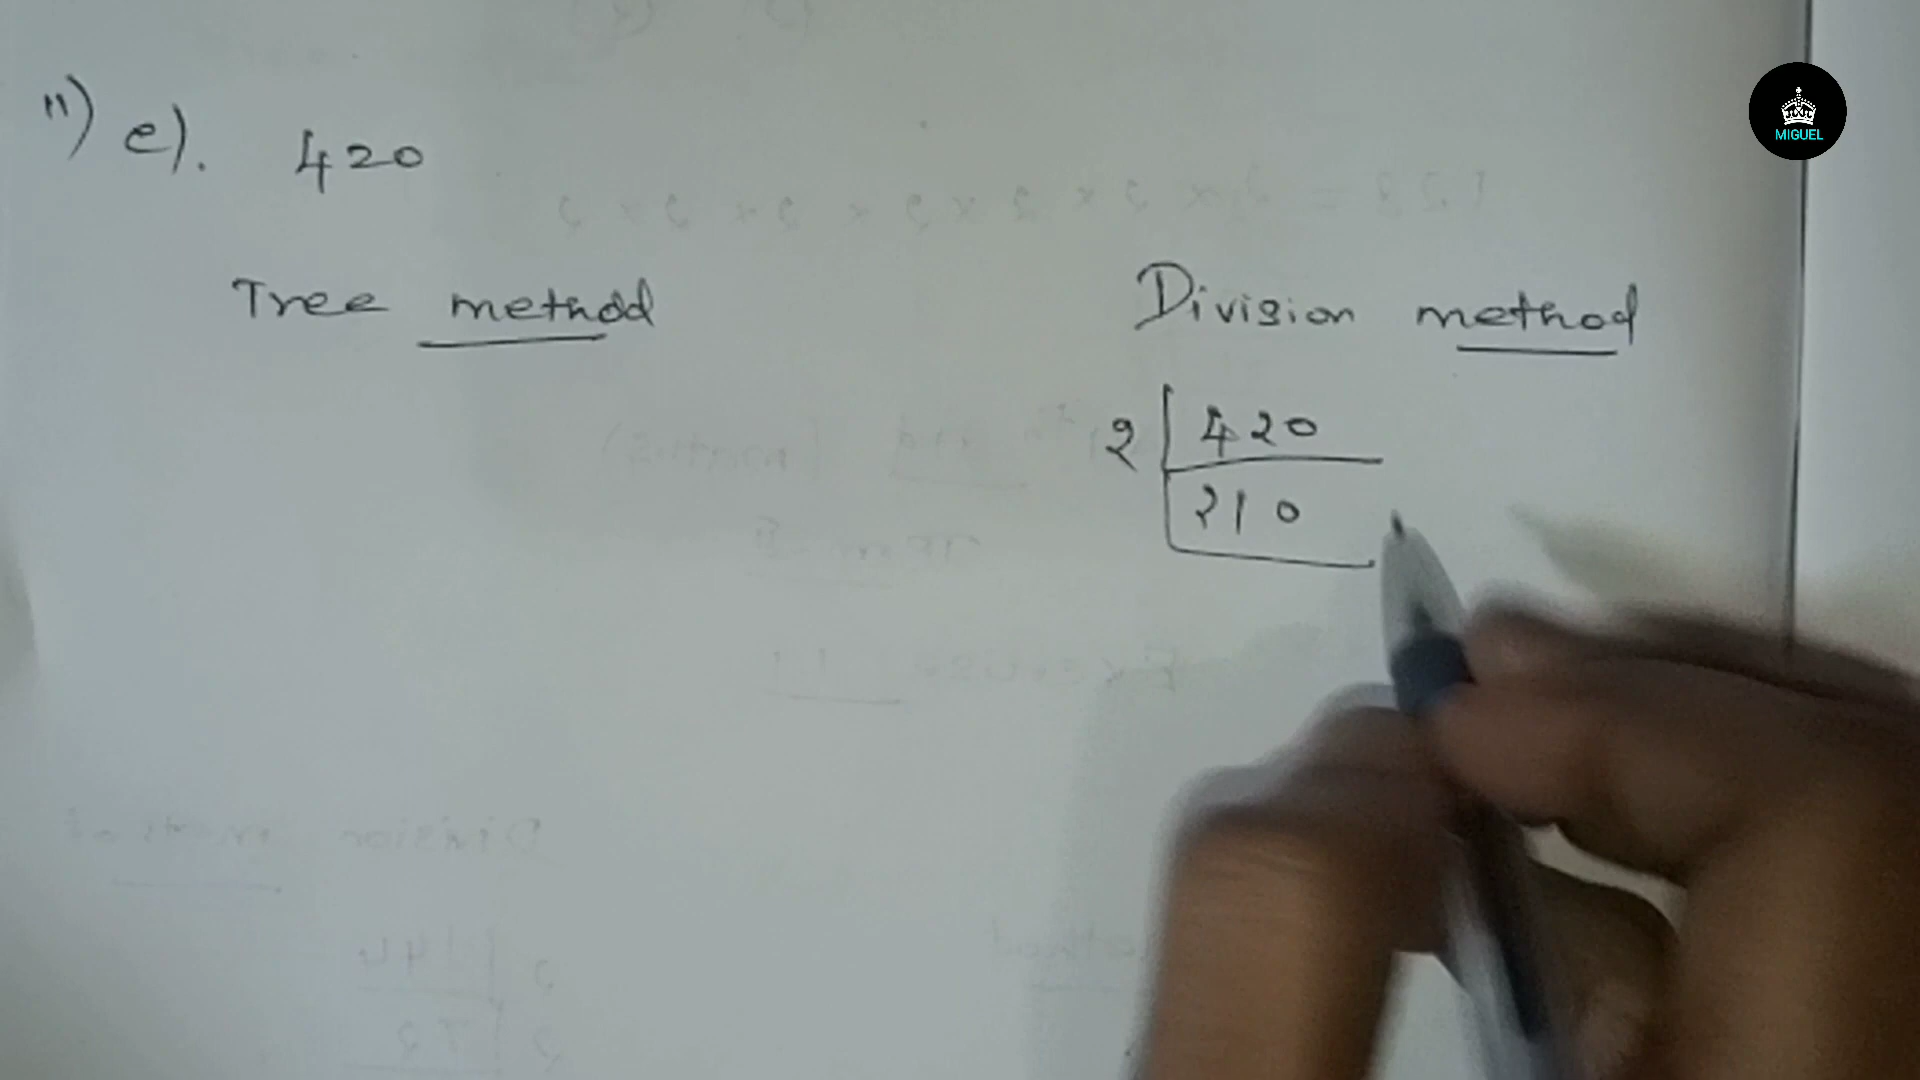 11) e). 420
Tree method
Division method
2 | 420
210
MIGUEL